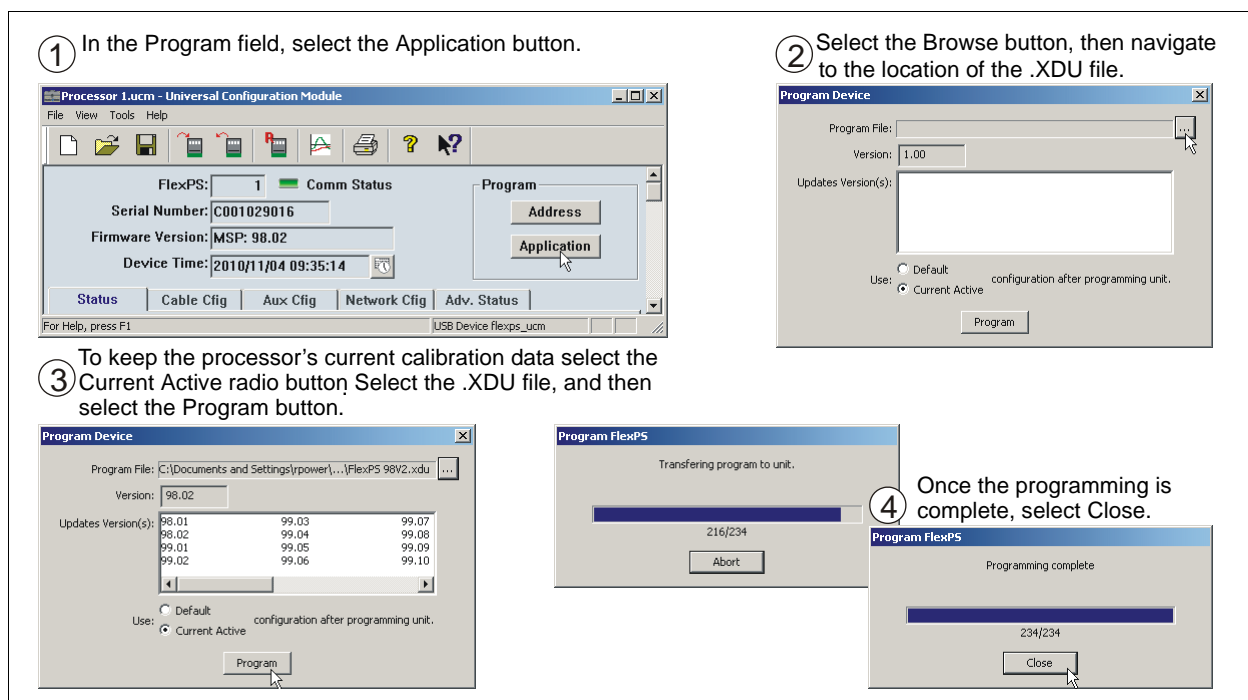 1 In the Program field, select the Application button.
Processor 1.ucm - Universal Configuration Module
File View Tools Help
FlexPS: 1 Comm Status
Serial Number: C001029016
Firmware Version: MSP: 98.02
Device Time: 2010/11/04 09:35:14
Program
Address
Application
Status Cable Cfig Aux Cfig Network Cfig Adv. Status
For Help, press F1 USB Device flexps_ucm
2 Select the Browse button, then navigate
to the location of the .XDU file.
Program Device
Program File: ...
Version: 1.00
Updates Version(s):
Use: Default
Current Active
configuration after programming unit.
Program
3 To keep the processor's current calibration data select the
Current Active radio button. Select the .XDU file, and then
select the Program button.
Program Device
Program File: C:\Documents and Settings\rpower\...\FlexPS 98V2.xdu ...
Version: 98.02
Updates Version(s):
98.01 99.03 99.07
98.02 99.04 99.08
99.01 99.05 99.09
99.02 99.06 99.10
Use: Default
Current Active
configuration after programming unit.
Program
Program FlexPS
Transfering program to unit.
216/234
Abort
4 Once the programming is
complete, select Close.
Program FlexPS
Programming complete
234/234
Close